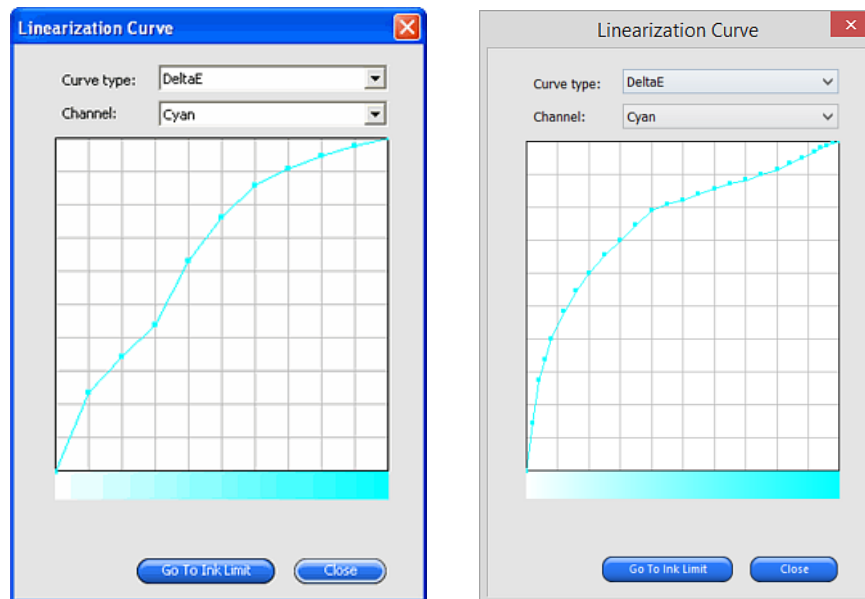 Linearization Curve
Curve type: DeltaE
Channel: Cyan
Go To Ink Limit Close
Linearization Curve
Curve type: DeltaE
Channel: Cyan
Go To Ink Limit Close